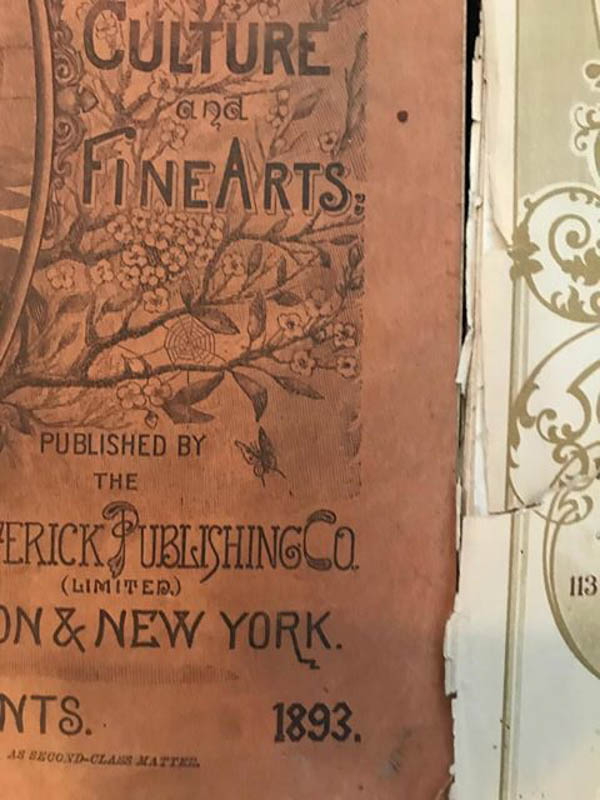 CULTURE
and
FINE ARTS.
PUBLISHED BY
THE
ERICK PUBLISHING CO.
(LIMITED.)
ON & NEW YORK.
NTS. 1893.
AS SECOND-CLASS MATTER.
113